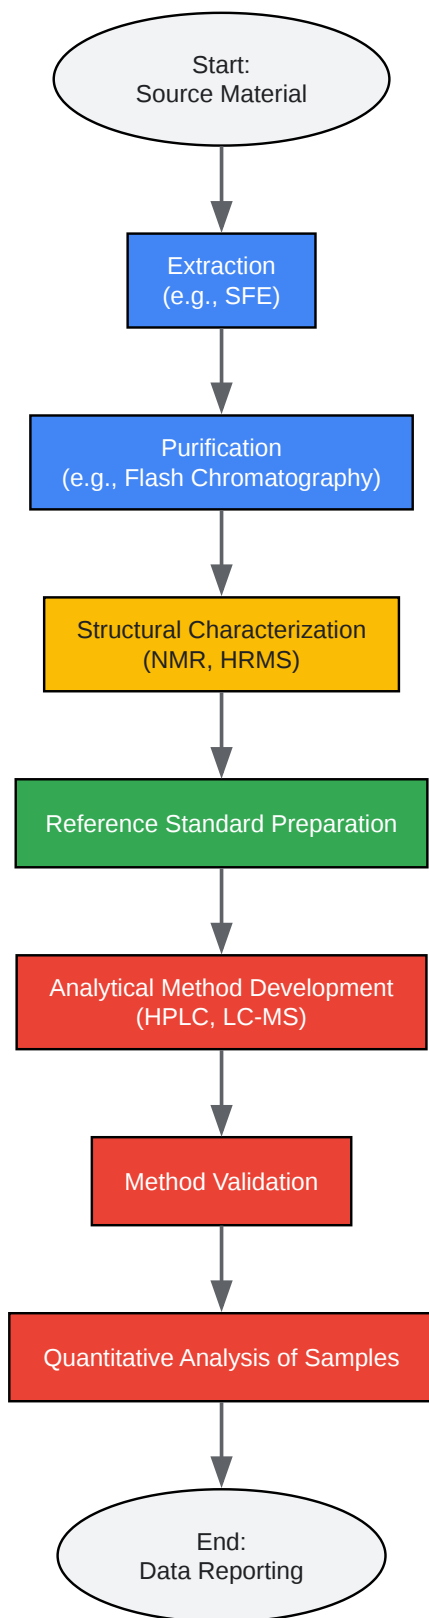 Start:
Source Material
Extraction
(e.g., SFE)
Purification
(e.g., Flash Chromatography)
Structural Characterization
(NMR, HRMS)
Reference Standard Preparation
Analytical Method Development
(HPLC, LC-MS)
Method Validation
Quantitative Analysis of Samples
End:
Data Reporting